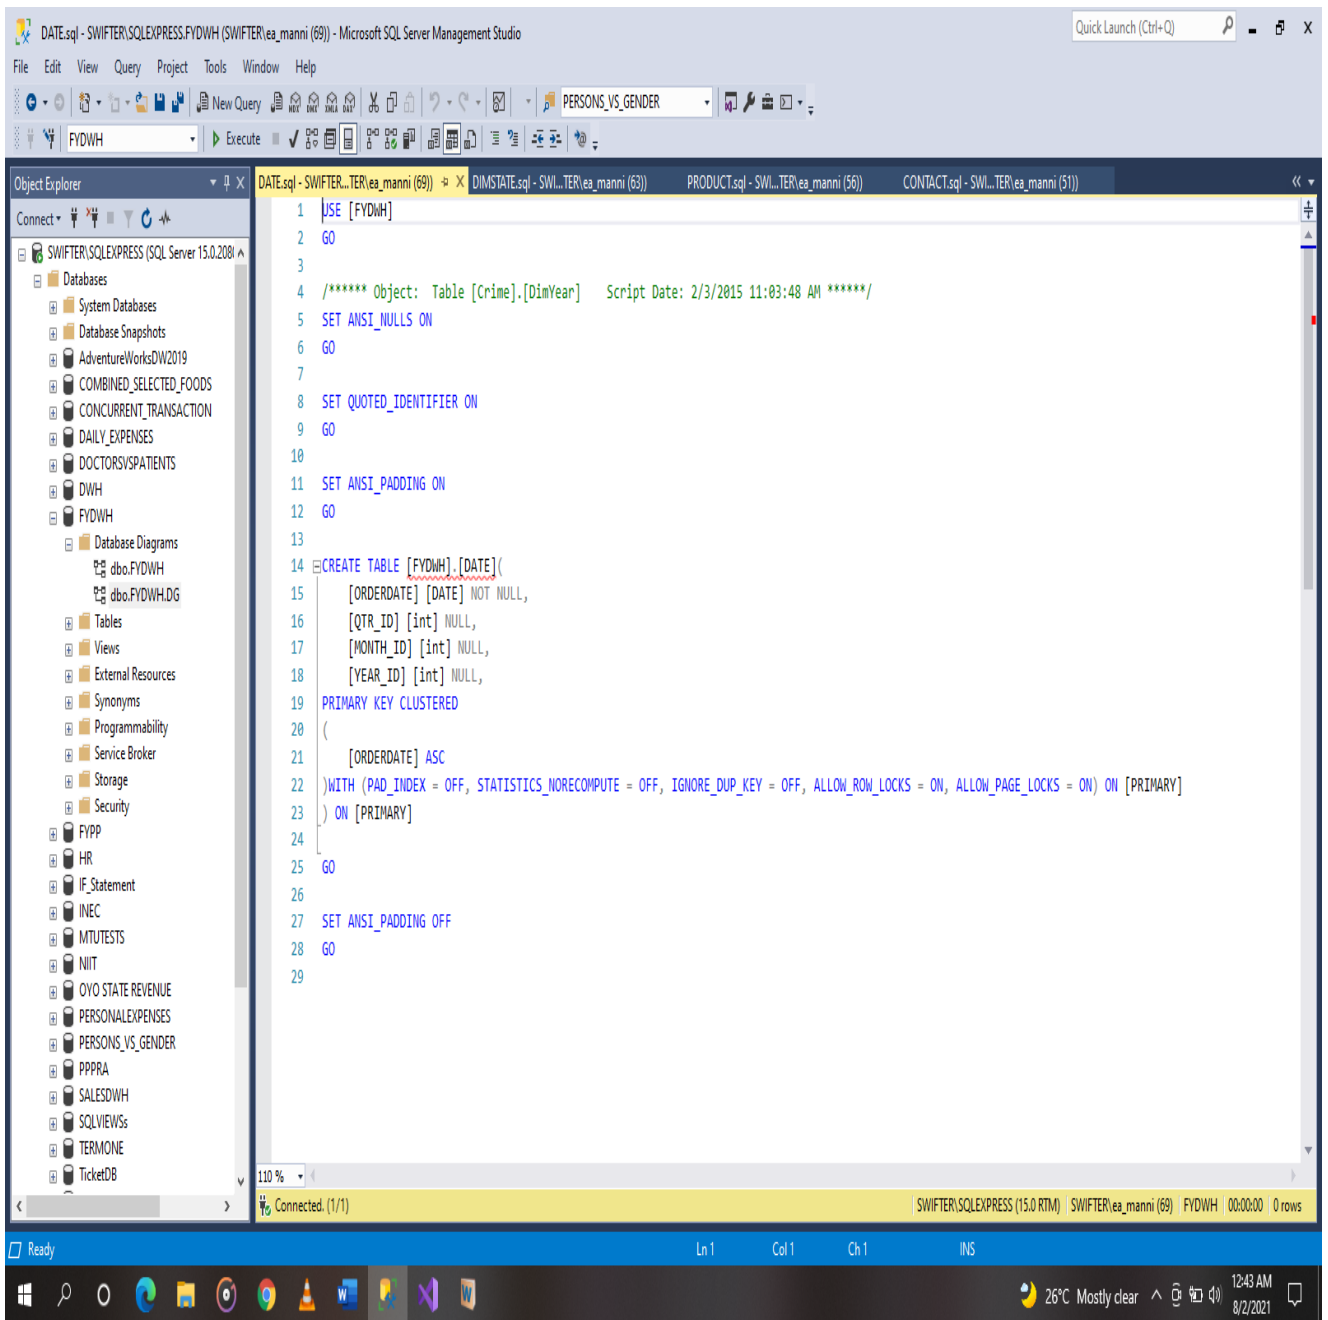 DATE.sql - SWIFTER\SQLEXPRESS.FYDWH (SWIFTER\ea_manni (69)) - Microsoft SQL Server Management Studio
Quick Launch (Ctrl+Q)
File Edit View Query Project Tools Window Help
New Query MDX DMX XMLA DAX PERSONS_VS_GENDER
FYDWH Execute
Object Explorer
DATE.sql - SWIFTER...TER\ea_manni (69)) DIMSTATE.sql - SWI...TER\ea_manni (63)) PRODUCT.sql - SWI...TER\ea_manni (56)) CONTACT.sql - SWI...TER\ea_manni (51))
Connect
SWIFTER\SQLEXPRESS (SQL Server 15.0.208
Databases
System Databases
Database Snapshots
AdventureWorksDW2019
COMBINED_SELECTED_FOODS
CONCURRENT_TRANSACTION
DAILY_EXPENSES
DOCTORSVSPATIENTS
DWH
FYDWH
Database Diagrams
dbo.FYDWH
dbo.FYDWH.DG
Tables
Views
External Resources
Synonyms
Programmability
Service Broker
Storage
Security
FYPP
HR
IF_Statement
INEC
MTUTESTS
NIIT
OYO STATE REVENUE
PERSONALEXPENSES
PERSONS_VS_GENDER
PPPRA
SALESDWH
SQLVIEWSs
TERMONE
TicketDB
1 USE [FYDWH]
2 GO
3
4 /****** Object: Table [Crime].[DimYear] Script Date: 2/3/2015 11:03:48 AM ******/
5 SET ANSI_NULLS ON
6 GO
7
8 SET QUOTED_IDENTIFIER ON
9 GO
10
11 SET ANSI_PADDING ON
12 GO
13
14 CREATE TABLE [FYDWH].[DATE](
15 [ORDERDATE] [DATE] NOT NULL,
16 [QTR_ID] [int] NULL,
17 [MONTH_ID] [int] NULL,
18 [YEAR_ID] [int] NULL,
19 PRIMARY KEY CLUSTERED
20 (
21 [ORDERDATE] ASC
22 )WITH (PAD_INDEX = OFF, STATISTICS_NORECOMPUTE = OFF, IGNORE_DUP_KEY = OFF, ALLOW_ROW_LOCKS = ON, ALLOW_PAGE_LOCKS = ON) ON [PRIMARY]
23 ) ON [PRIMARY]
24
25 GO
26
27 SET ANSI_PADDING OFF
28 GO
29
110 %
Connected. (1/1) SWIFTER\SQLEXPRESS (15.0 RTM) SWIFTER\ea_manni (69) FYDWH 00:00:00 0 rows
Ready Ln 1 Col 1 Ch 1 INS
26°C Mostly clear 12:43 AM
8/2/2021